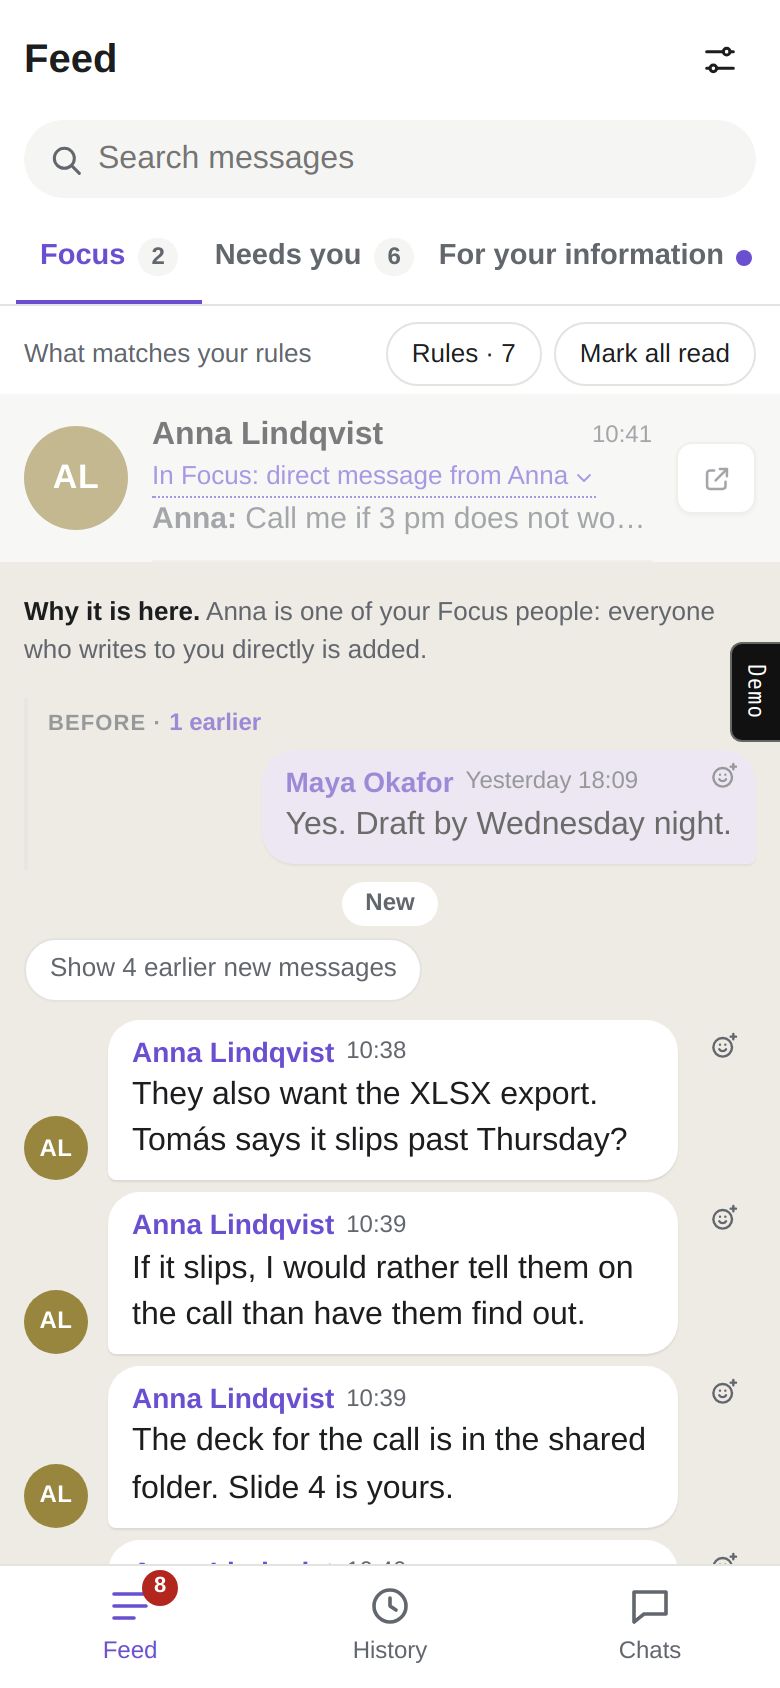 Feed
Search messages
Focus 2 Needs you 6 For your information
What matches your rules Rules · 7 Mark all read
AL
Anna Lindqvist 10:41
In Focus: direct message from Anna
Anna: Call me if 3 pm does not wo…
Why it is here. Anna is one of your Focus people: everyone
who writes to you directly is added.
Demo
BEFORE · 1 earlier
Maya Okafor Yesterday 18:09
Yes. Draft by Wednesday night.
New
Show 4 earlier new messages
Anna Lindqvist 10:38
They also want the XLSX export.
Tomás says it slips past Thursday?
AL
Anna Lindqvist 10:39
If it slips, I would rather tell them on
the call than have them find out.
AL
Anna Lindqvist 10:39
The deck for the call is in the shared
folder. Slide 4 is yours.
AL
8
Feed History Chats